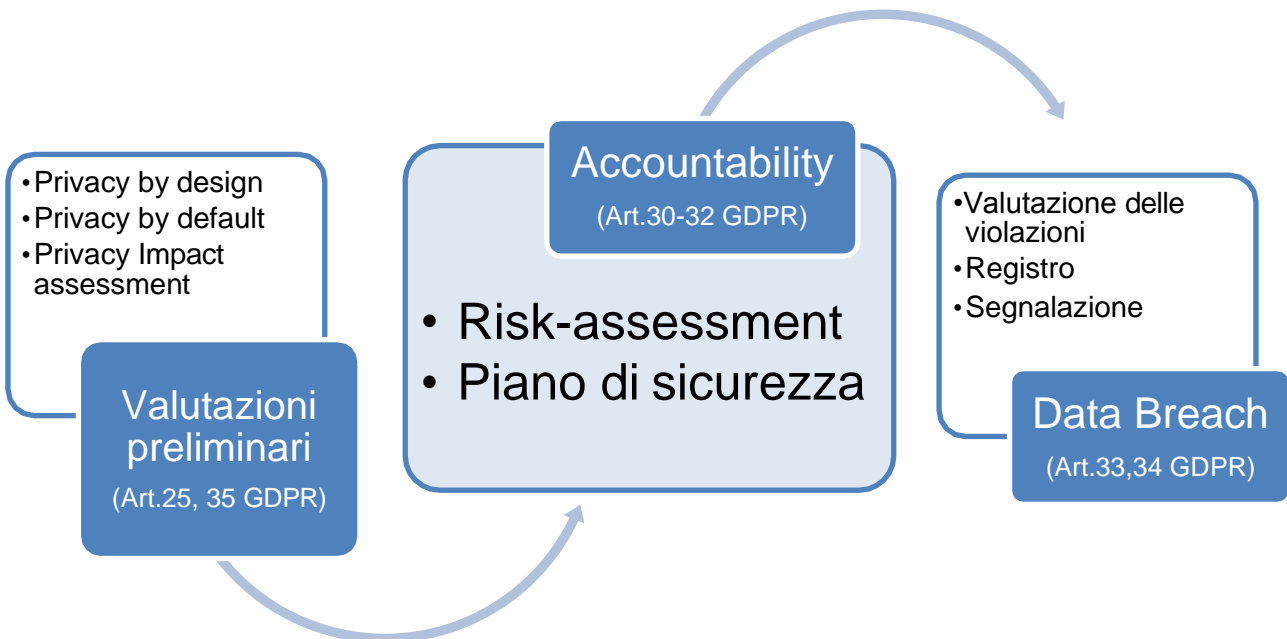 •Privacy by design
•Privacy by default
•Privacy Impact
assessment
Valutazioni
preliminari
(Art.25, 35 GDPR)
Accountability
(Art.30-32 GDPR)
• Risk-assessment
• Piano di sicurezza
•Valutazione delle
violazioni
•Registro
•Segnalazione
Data Breach
(Art.33,34 GDPR)